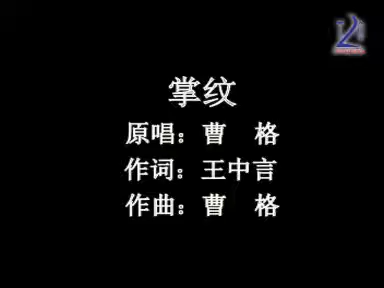 掌纹
原唱：曹　格
作词：王中言
作曲：曹　格